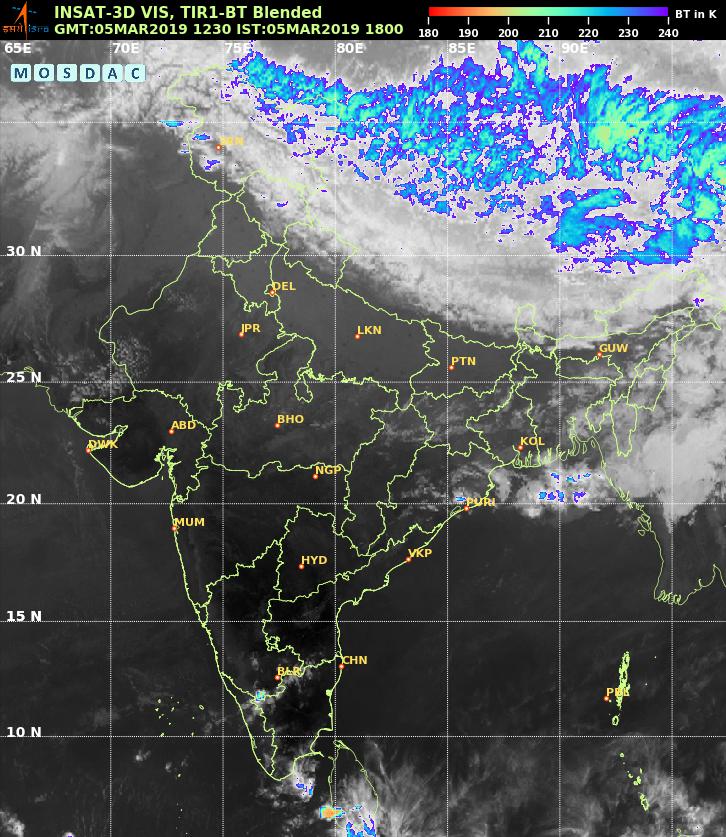 INSAT-3D VIS, TIR1-BT Blended
GMT:05MAR2019 1230 IST:05MAR2019 1800
BT in K
180 190 200 210 220 230 240
65E 70E 75E 80E 85E 90E
MOSDAC
30 N
DEL
JPR
LKN
GUW
PTN
25 N
BHO
ABD
KOL
DWK
NGP
20 N
PURI
MUM
VKP
HYD
15 N
CHN
BLR
10 N